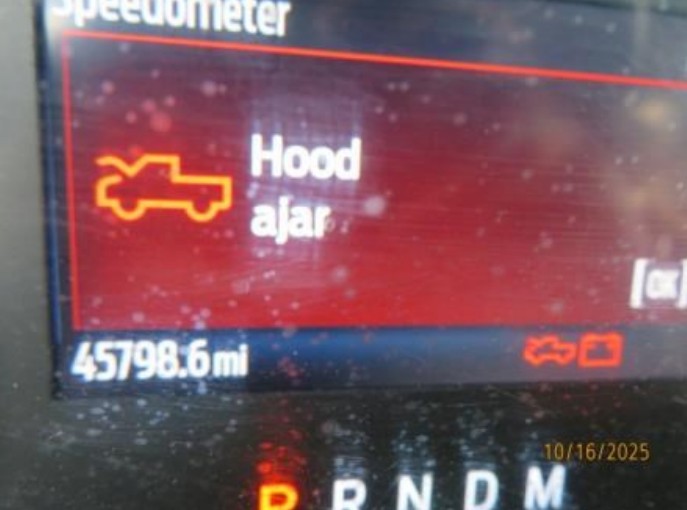 Speedometer
Hood
ajar
[OK]
45798.6 mi
10/16/2025
P R N D M